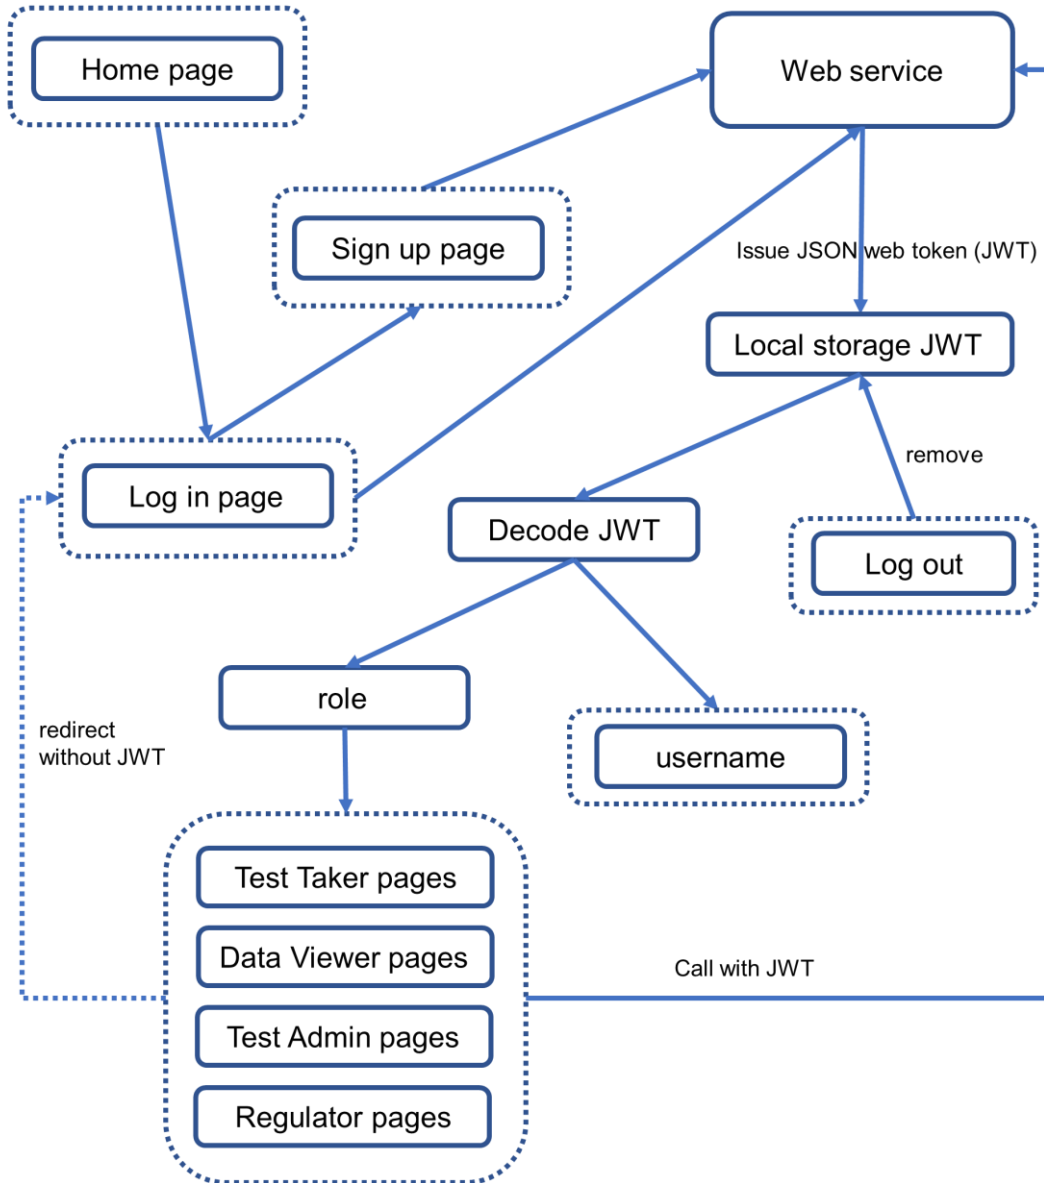 Home page
Web service
Sign up page
Issue JSON web token (JWT)
Local storage JWT
remove
Log in page
Decode JWT
Log out
role
redirect
without JWT
username
Test Taker pages
Data Viewer pages
Call with JWT
Test Admin pages
Regulator pages